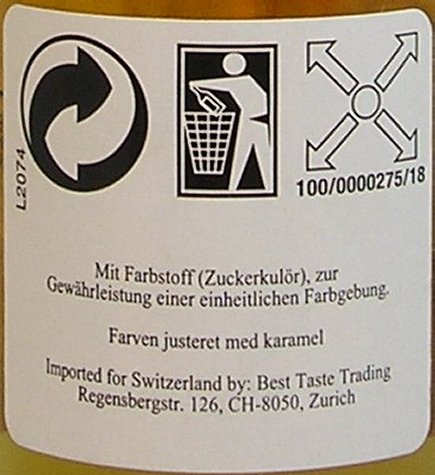 L2074
100/0000275/18
Mit Farbstoff (Zuckerkulör), zur
Gewährleistung einer einheitlichen Farbgebung.
Farven justeret med karamel
Imported for Switzerland by: Best Taste Trading
Regensbergstr. 126, CH-8050, Zurich